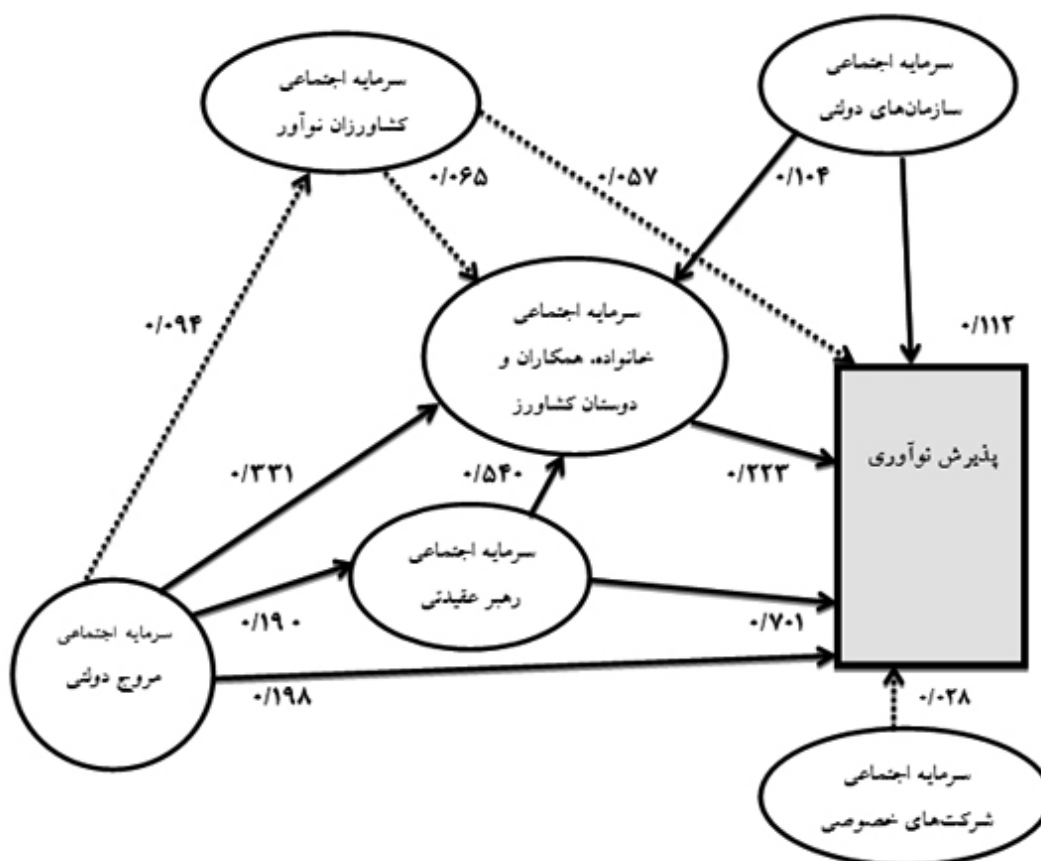 سرمایه اجتماعی
سازمان‌های دولتی
سرمایه اجتماعی
کشاورزان نوآور
۰/۱۰۴
۰/۰۵۷
۰/۰۶۵
سرمایه اجتماعی
خانواده، همکاران و
دوستان کشاورز
۰/۱۱۲
۰/۰۹۴
پذیرش نوآوری
۰/۲۲۳
۰/۵۴۰
۰/۳۳۱
سرمایه اجتماعی
رهبر عقیدتی
۰/۷۰۱
۰/۱۹۰
سرمایه اجتماعی
مروج دولتی
۰/۱۹۸
۰/۰۲۸
سرمایه اجتماعی
شرکت‌های خصوصی